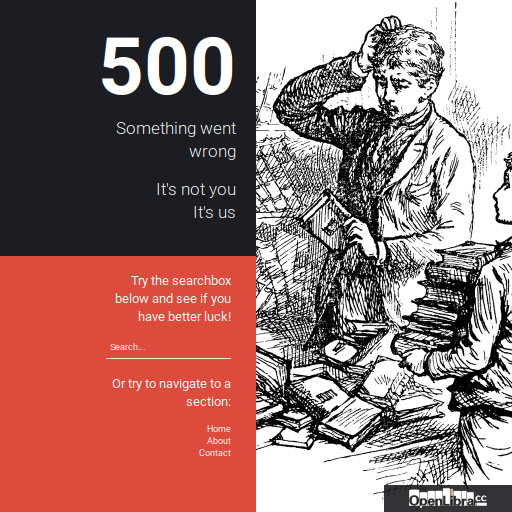 500
Something went
wrong
It's not you
It's us
Try the searchbox
below and see if you
have better luck!
Search...
Or try to navigate to a
section:
Home
About
Contact
OpenLibra.cc